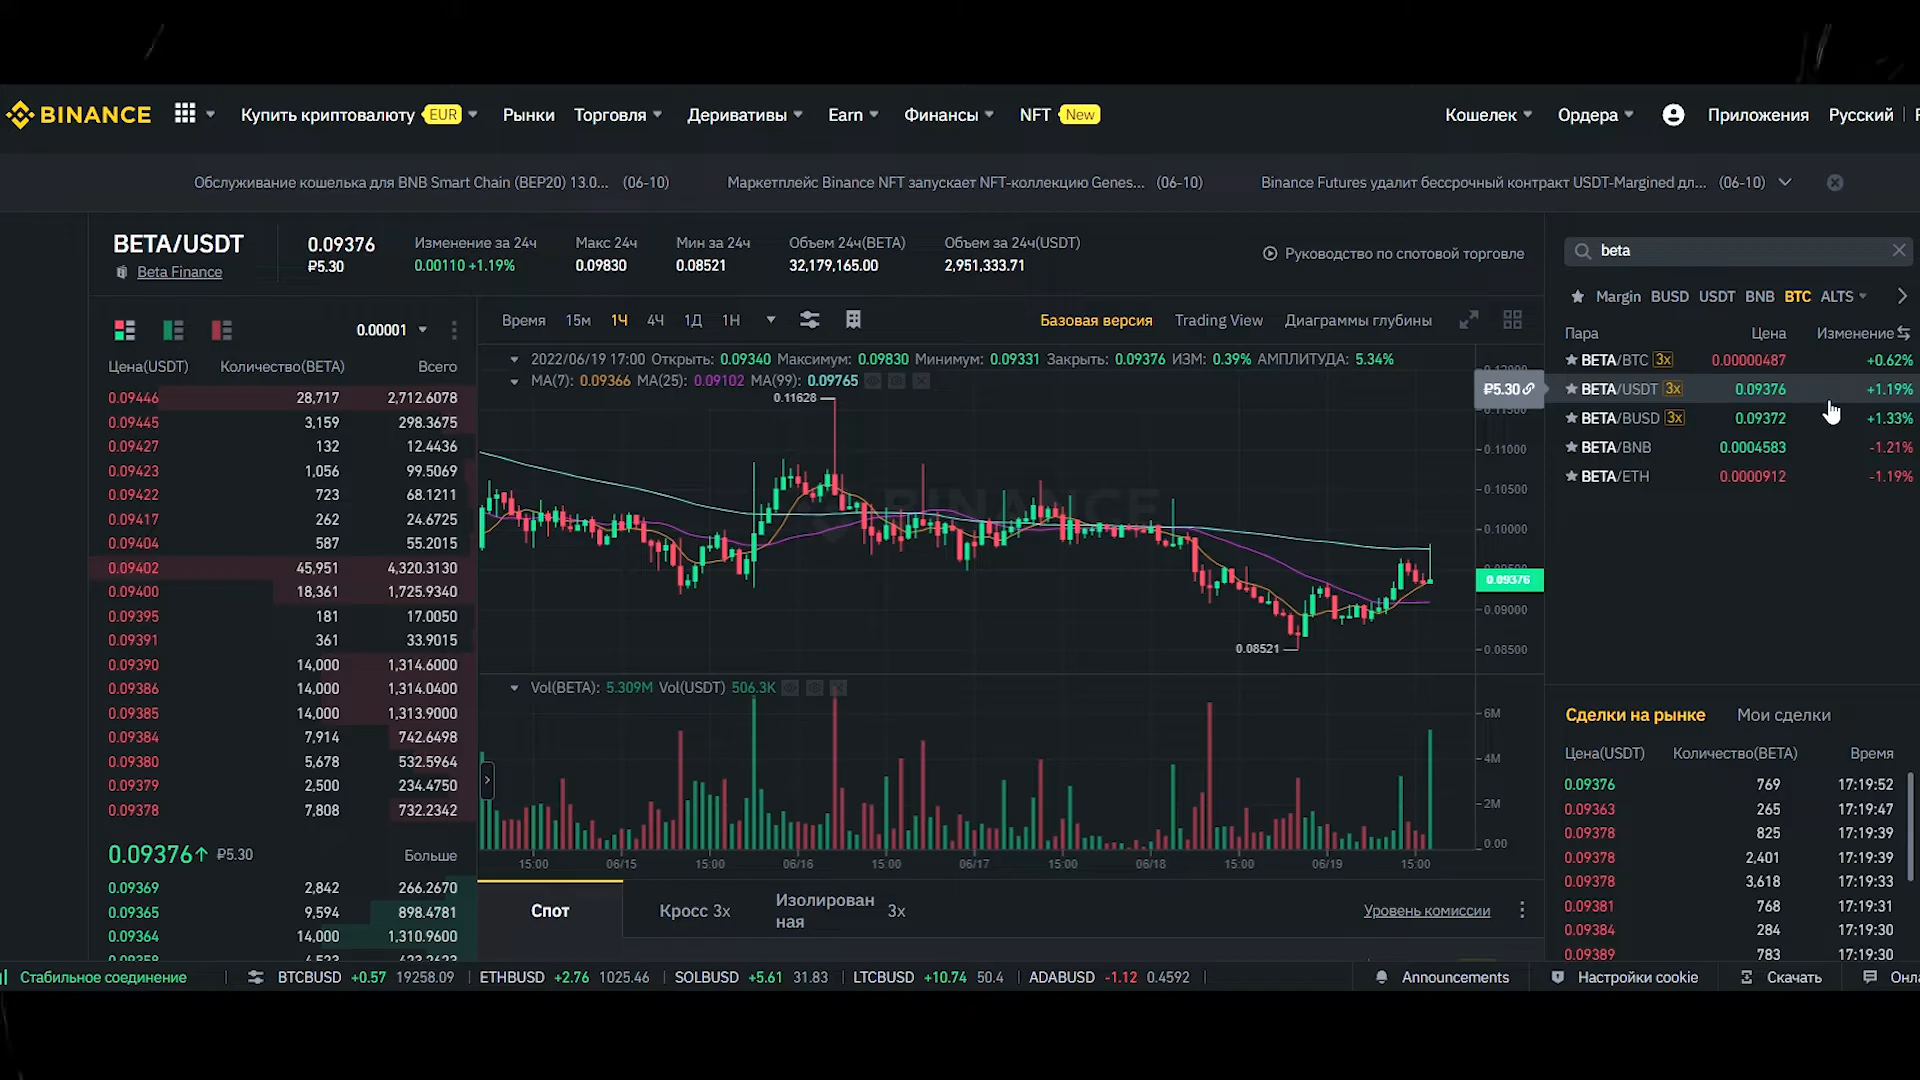 BINANCE
Купить криптовалюту EUR
Рынки
Торговля
Деривативы
Earn
Финансы
NFT New
Кошелек
Ордера
Приложения
Русский
Обслуживание кошелька для BNB Smart Chain (BEP20) 13.0... (06-10)
Маркетплейс Binance NFT запускает NFT-коллекцию Genes... (06-10)
Binance Futures удалит бессрочный контракт USDT-Margined дл... (06-10)
BETA/USDT
Beta Finance
0.09376
₽5.30
Изменение за 24ч
0.00110 +1.19%
Макс 24ч
0.09830
Мин за 24ч
0.08521
Объем 24ч(BETA)
32,179,165.00
Объем за 24ч(USDT)
2,951,333.71
Руководство по спотовой торговле
0.00001
Цена(USDT) Количество(BETA) Всего
0.09446 28,717 2,712.6078
0.09445 3,159 298.3675
0.09427 132 12.4436
0.09423 1,056 99.5069
0.09422 723 68.1211
0.09417 262 24.6725
0.09404 587 55.2015
0.09402 45,951 4,320.3130
0.09400 18,361 1,725.9340
0.09395 181 17.0050
0.09391 361 33.9015
0.09390 14,000 1,314.6000
0.09386 14,000 1,314.0400
0.09385 14,000 1,313.9000
0.09384 7,914 742.6498
0.09380 5,678 532.5964
0.09379 2,500 234.4750
0.09378 7,808 732.2342
0.09376↑ ₽5.30 Больше
0.09369 2,842 266.2670
0.09365 9,594 898.4781
0.09364 14,000 1,310.9600
Время 15м 1Ч 4Ч 1Д 1Н
Базовая версия Trading View Диаграммы глубины
2022/06/19 17:00 Открыть: 0.09340 Максимум: 0.09830 Минимум: 0.09331 Закрыть: 0.09376 ИЗМ: 0.39% АМПЛИТУДА: 5.34%
MA(7): 0.09366 MA(25): 0.09102 MA(99): 0.09765
0.11628
BINANCE
0.08521
₽5.30
0.11000
0.10500
0.10000
0.09376
0.09000
0.08500
Vol(BETA): 5.309M Vol(USDT) 506.3K
6M
4M
2M
0.00
15:00 06/15 15:00 06/16 15:00 06/17 15:00 06/18 15:00 06/19 15:00
Спот
Кросс 3x
Изолирован
ная
3x
Уровень комиссии
beta
Margin BUSD USDT BNB BTC ALTS
Пара Цена Изменение
BETA/BTC 3x 0.00000487 +0.62%
BETA/USDT 3x 0.09376 +1.19%
BETA/BUSD 3x 0.09372 +1.33%
BETA/BNB 0.0004583 -1.21%
BETA/ETH 0.0000912 -1.19%
Сделки на рынке Мои сделки
Цена(USDT) Количество(BETA) Время
0.09376 769 17:19:52
0.09363 265 17:19:47
0.09378 825 17:19:39
0.09378 2,401 17:19:39
0.09378 3,618 17:19:33
0.09381 768 17:19:31
0.09384 284 17:19:30
0.09389 783 17:19:30
Стабильное соединение
BTCBUSD +0.57 19258.09
ETHBUSD +2.76 1025.46
SOLBUSD +5.61 31.83
LTCBUSD +10.74 50.4
ADABUSD -1.12 0.4592
Announcements
Настройки cookie
Скачать